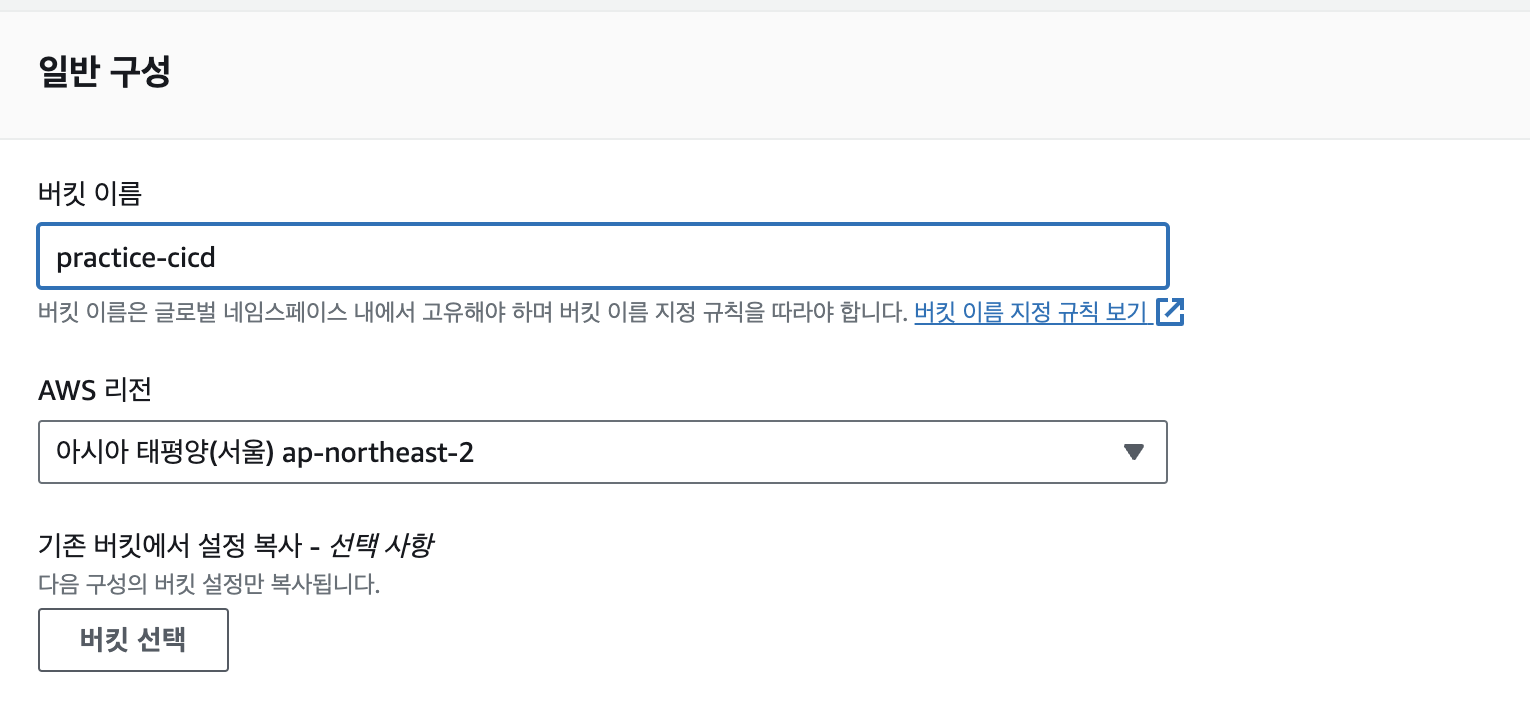 일반 구성
버킷 이름
practice-cicd
버킷 이름은 글로벌 네임스페이스 내에서 고유해야 하며 버킷 이름 지정 규칙을 따라야 합니다. 버킷 이름 지정 규칙 보기
AWS 리전
아시아 태평양(서울) ap-northeast-2
기존 버킷에서 설정 복사 - 선택 사항
다음 구성의 버킷 설정만 복사됩니다.
버킷 선택